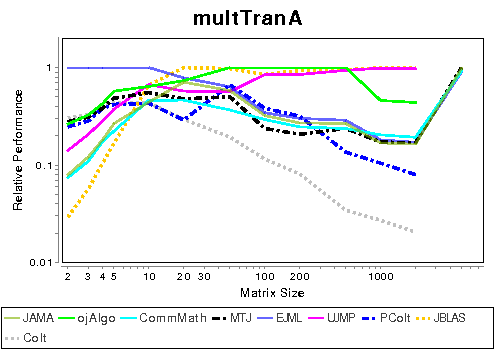 multTranA
Relative Performance
1
0.1
0.01
2 3 4 5 10 20 30 100 200 1000
Matrix Size
JAMA ojAlgo CommMath MTJ EJML UJMP PColt JBLAS
Colt